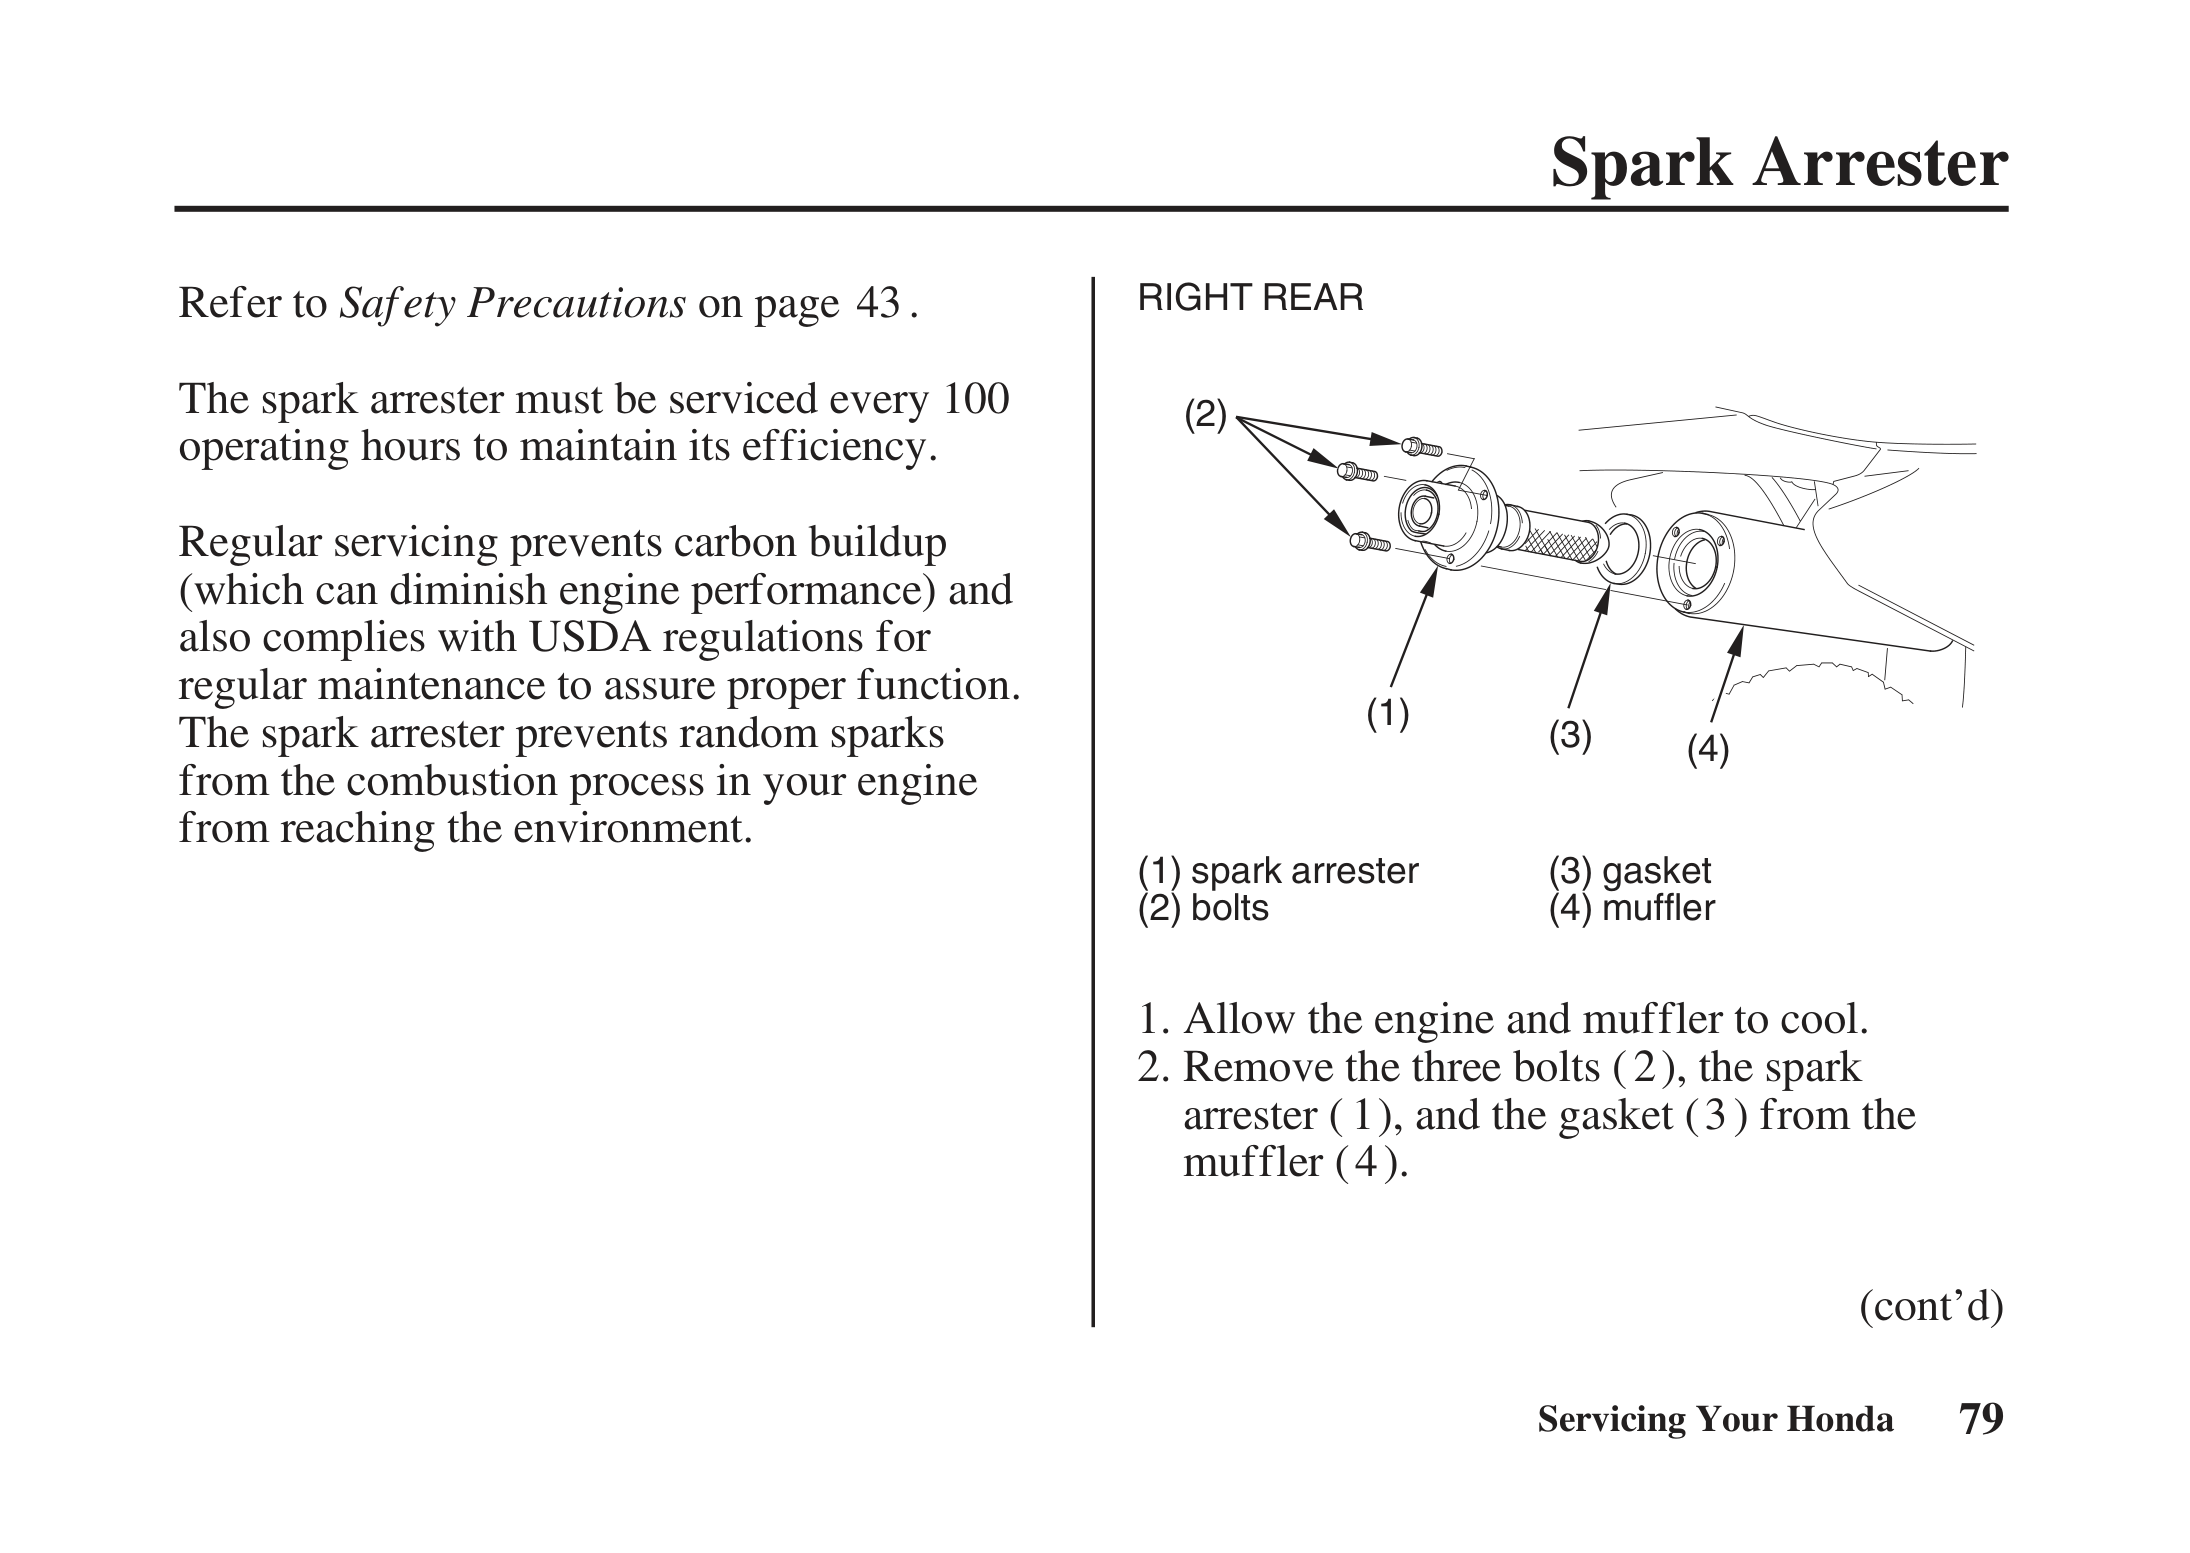 Spark Arrester
Refer to Safety Precautions on page 43.
The spark arrester must be serviced every 100
operating hours to maintain its efficiency.
Regular servicing prevents carbon buildup
(which can diminish engine performance) and
also complies with USDA regulations for
regular maintenance to assure proper function.
The spark arrester prevents random sparks
from the combustion process in your engine
from reaching the environment.
RIGHT REAR
(2)
(1)
(3)
(4)
(1) spark arrester
(2) bolts
(3) gasket
(4) muffler
1. Allow the engine and muffler to cool.
2. Remove the three bolts (2), the spark
arrester (1), and the gasket (3) from the
muffler (4).
(cont'd)
Servicing Your Honda 79